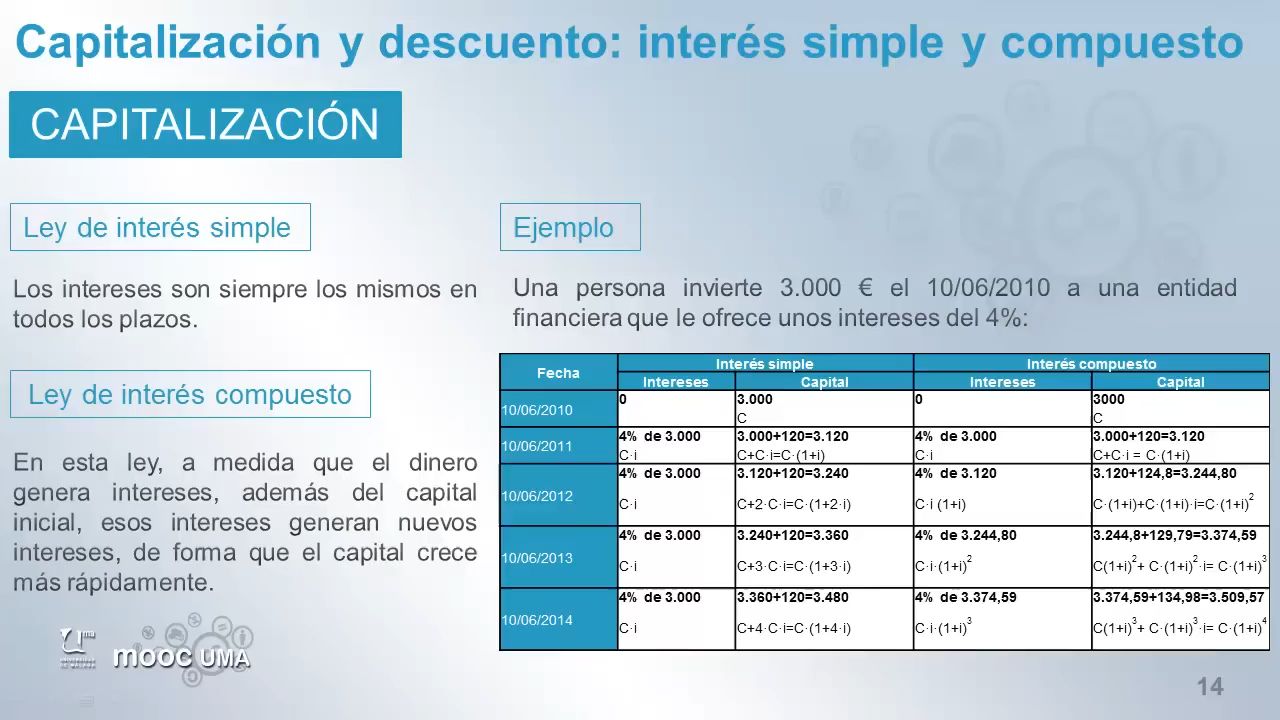 Capitalización y descuento: interés simple y compuesto
CAPITALIZACIÓN
Ley de interés simple
Los intereses son siempre los mismos en
todos los plazos.
Ley de interés compuesto
En esta ley, a medida que el dinero
genera intereses, además del capital
inicial, esos intereses generan nuevos
intereses, de forma que el capital crece
más rápidamente.
Ejemplo
Una persona invierte 3.000 € el 10/06/2010 a una entidad
financiera que le ofrece unos intereses del 4%:
Fecha Interés simple Interés compuesto
Intereses Capital Intereses Capital
10/06/2010 0 3.000 0 3000
C C
10/06/2011 4% de 3.000 3.000+120=3.120 4% de 3.000 3.000+120=3.120
C·i C+C·i=C·(1+i) C·i C+C·i = C·(1+i)
10/06/2012 4% de 3.000 3.120+120=3.240 4% de 3.120 3.120+124,8=3.244,80
C·i C+2·C·i=C·(1+2·i) C·i (1+i) C·(1+i)+C·(1+i)·i=C·(1+i)²
10/06/2013 4% de 3.000 3.240+120=3.360 4% de 3.244,80 3.244,8+129,79=3.374,59
C·i C+3·C·i=C·(1+3·i) C·i·(1+i)² C(1+i)²+ C·(1+i)²·i= C·(1+i)³
10/06/2014 4% de 3.000 3.360+120=3.480 4% de 3.374,59 3.374,59+134,98=3.509,57
C·i C+4·C·i=C·(1+4·i) C·i·(1+i)³ C(1+i)³+ C·(1+i)³·i= C·(1+i)⁴
uma
mooc UMA
14